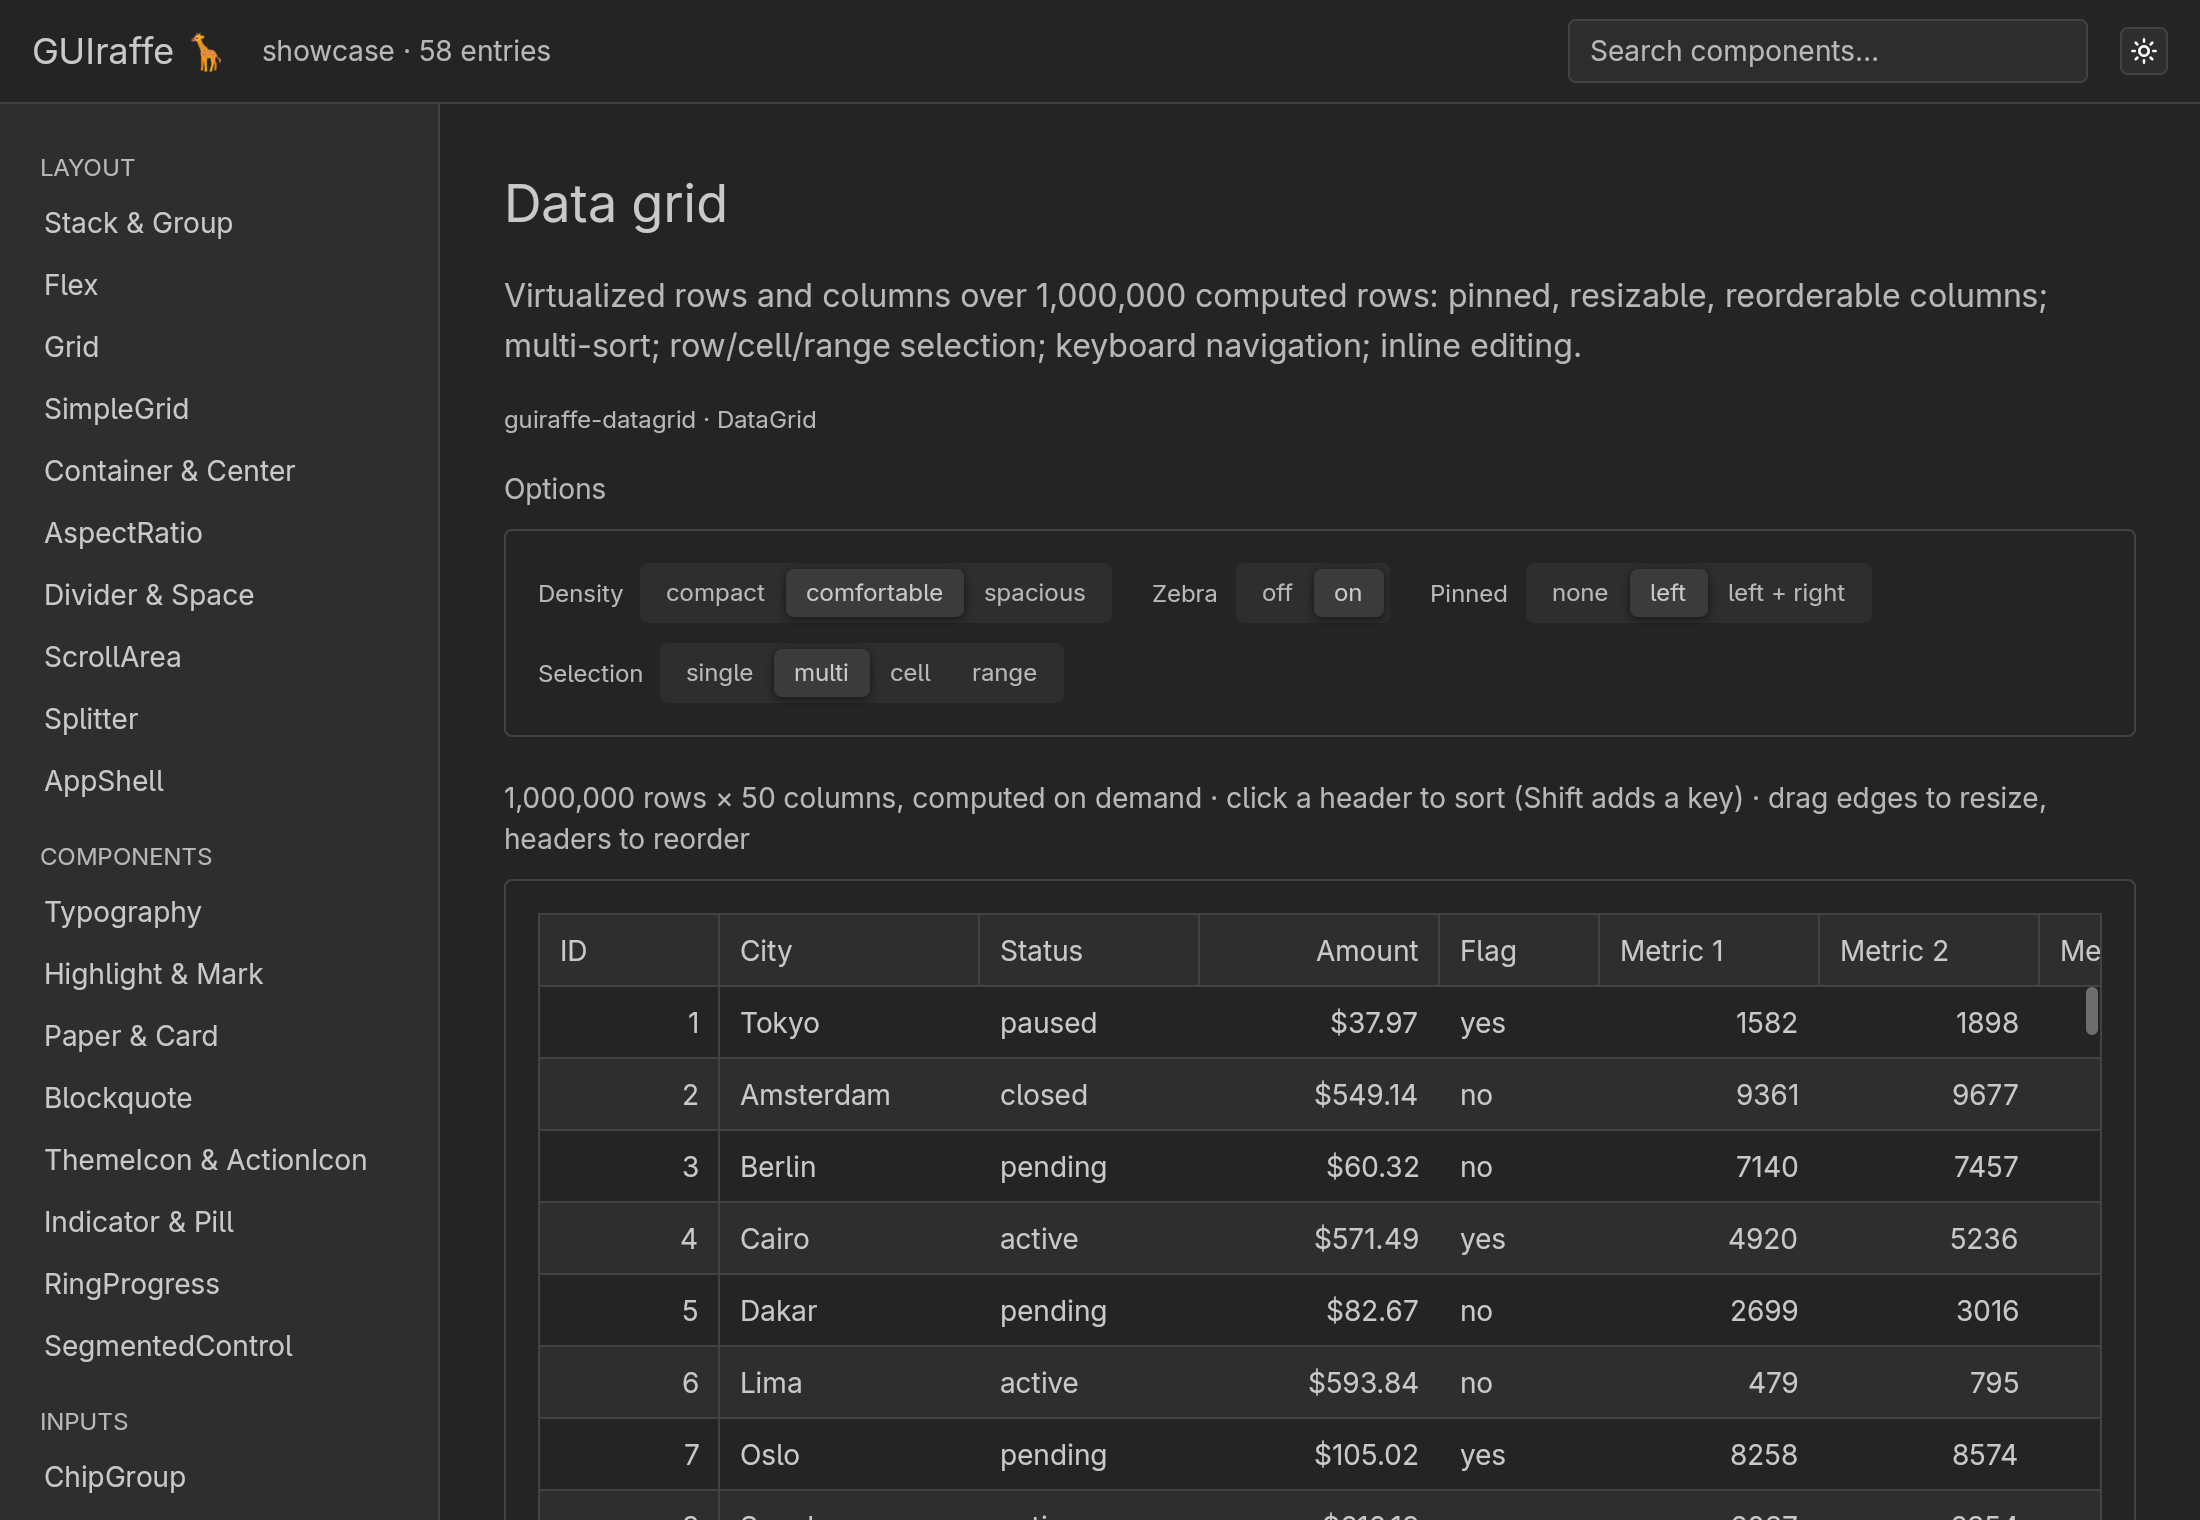 GUIraffe 🦒 showcase · 58 entries Search components...
LAYOUT
Stack & Group
Flex
Grid
SimpleGrid
Container & Center
AspectRatio
Divider & Space
ScrollArea
Splitter
AppShell
COMPONENTS
Typography
Highlight & Mark
Paper & Card
Blockquote
ThemeIcon & ActionIcon
Indicator & Pill
RingProgress
SegmentedControl
INPUTS
ChipGroup
Data grid
Virtualized rows and columns over 1,000,000 computed rows: pinned, resizable, reorderable columns;
multi-sort; row/cell/range selection; keyboard navigation; inline editing.
guiraffe-datagrid · DataGrid
Options
Density compact comfortable spacious Zebra off on Pinned none left left + right
Selection single multi cell range
1,000,000 rows × 50 columns, computed on demand · click a header to sort (Shift adds a key) · drag edges to resize,
headers to reorder
ID City Status Amount Flag Metric 1 Metric 2 Me
1 Tokyo paused $37.97 yes 1582 1898
2 Amsterdam closed $549.14 no 9361 9677
3 Berlin pending $60.32 no 7140 7457
4 Cairo active $571.49 yes 4920 5236
5 Dakar pending $82.67 no 2699 3016
6 Lima active $593.84 no 479 795
7 Oslo pending $105.02 yes 8258 8574